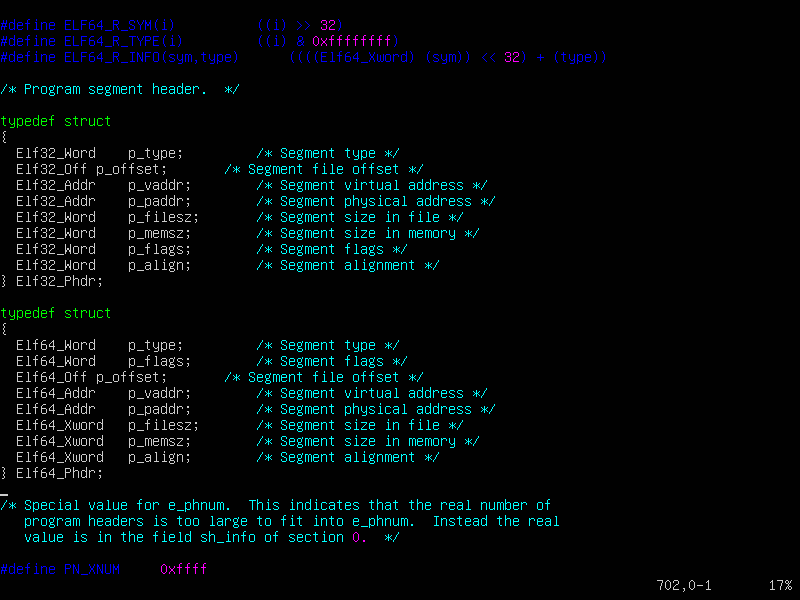 #define ELF64_R_SYM(i)          ((i) >> 32)
#define ELF64_R_TYPE(i)         ((i) & 0xffffffff)
#define ELF64_R_INFO(sym,type)      ((((Elf64_Xword) (sym)) << 32) + (type))
/* Program segment header.  */
typedef struct
{
  Elf32_Word    p_type;         /* Segment type */
  Elf32_Off p_offset;       /* Segment file offset */
  Elf32_Addr    p_vaddr;        /* Segment virtual address */
  Elf32_Addr    p_paddr;        /* Segment physical address */
  Elf32_Word    p_filesz;       /* Segment size in file */
  Elf32_Word    p_memsz;        /* Segment size in memory */
  Elf32_Word    p_flags;        /* Segment flags */
  Elf32_Word    p_align;        /* Segment alignment */
} Elf32_Phdr;
typedef struct
{
  Elf64_Word    p_type;         /* Segment type */
  Elf64_Word    p_flags;        /* Segment flags */
  Elf64_Off p_offset;       /* Segment file offset */
  Elf64_Addr    p_vaddr;        /* Segment virtual address */
  Elf64_Addr    p_paddr;        /* Segment physical address */
  Elf64_Xword   p_filesz;       /* Segment size in file */
  Elf64_Xword   p_memsz;        /* Segment size in memory */
  Elf64_Xword   p_align;        /* Segment alignment */
} Elf64_Phdr;
/* Special value for e_phnum.  This indicates that the real number of
   program headers is too large to fit into e_phnum.  Instead the real
   value is in the field sh_info of section 0.  */
#define PN_XNUM     0xffff
702,0-1       17%